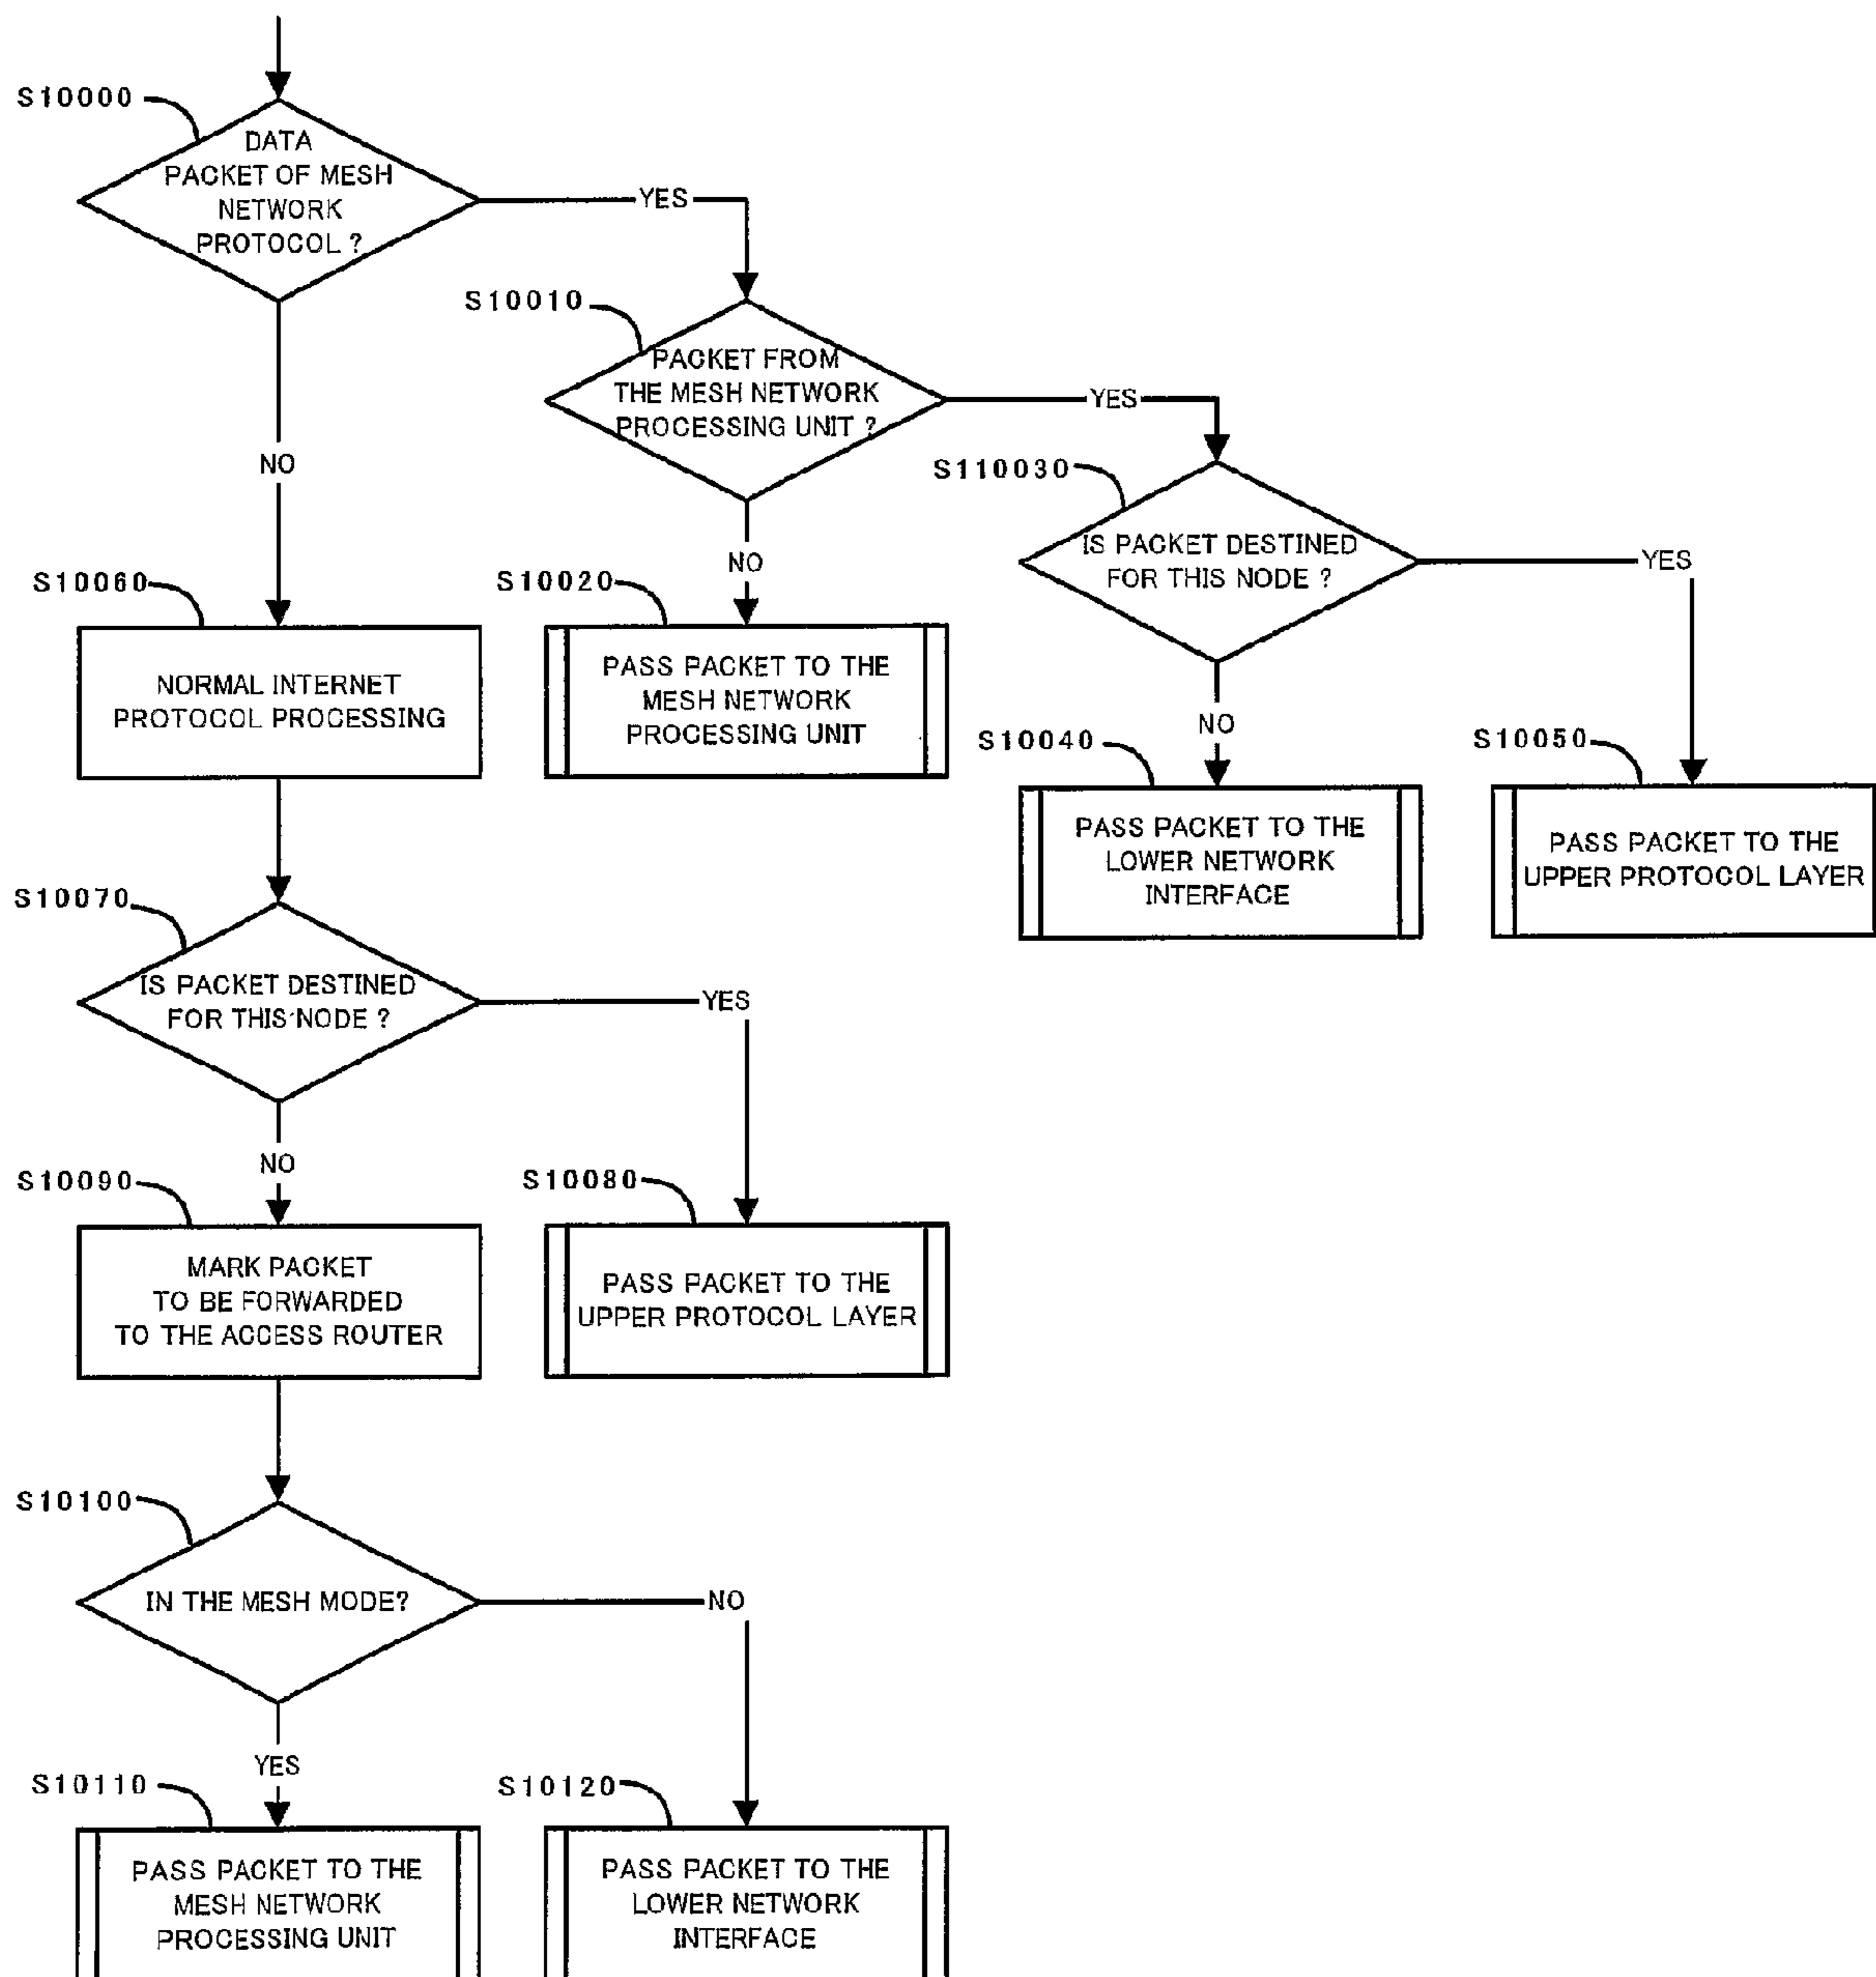 S10000
DATA
PACKET OF MESH
NETWORK
PROTOCOL ?
YES
S10010
PACKET FROM
THE MESH NETWORK
PROCESSING UNIT ?
YES
NO
S110030
IS PACKET DESTINED
FOR THIS NODE ?
YES
NO
S10060
NORMAL INTERNET
PROTOCOL PROCESSING
S10020
PASS PACKET TO THE
MESH NETWORK
PROCESSING UNIT
NO
S10040
PASS PACKET TO THE
LOWER NETWORK
INTERFACE
S10050
PASS PACKET TO THE
UPPER PROTOCOL LAYER
S10070
IS PACKET DESTINED
FOR THIS NODE ?
YES
NO
S10090
MARK PACKET
TO BE FORWARDED
TO THE ACCESS ROUTER
S10080
PASS PACKET TO THE
UPPER PROTOCOL LAYER
S10100
IN THE MESH MODE?
NO
YES
S10110
PASS PACKET TO THE
MESH NETWORK
PROCESSING UNIT
S10120
PASS PACKET TO THE
LOWER NETWORK
INTERFACE